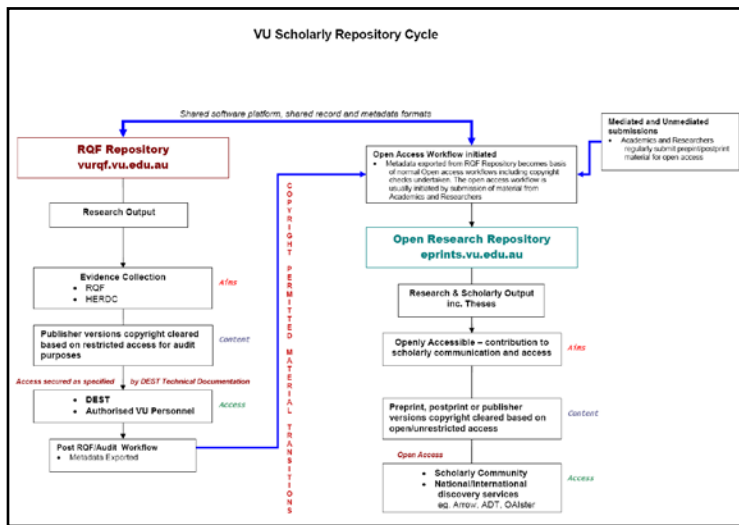 VU Scholarly Repository Cycle
Shared software platform, shared record and metadata formats
RQF Repository
vurqf.vu.edu.au
Research Output
Evidence Collection
• RQF
• HERDC
Aims
Publisher versions copyright cleared
based on restricted access for audit
purposes
Content
Access secured as specified by DEST Technical Documentation
• DEST
• Authorised VU Personnel
Access
Post RQF/Audit Workflow
• Metadata Exported
COPYRIGHT PERMITTED MATERIAL TRANSITIONS
Open Access Workflow initiated
• Metadata exported from RQF Repository becomes basis
of normal Open access workflows including copyright
checks undertaken. The open access workflow is
usually initiated by submission of material from
Academics and Researchers
Mediated and Unmediated
submissions
• Academics and Researchers
regularly submit preprint/postprint
material for open access
Open Research Repository
eprints.vu.edu.au
Research & Scholarly Output
inc. Theses
Openly Accessible – contribution to
scholarly communication and access
Aims
Preprint, postprint or publisher
versions copyright cleared based on
open/unrestricted access
Content
Open Access
• Scholarly Community
• National/International
discovery services
eg. Arrow, ADT, OAIster
Access